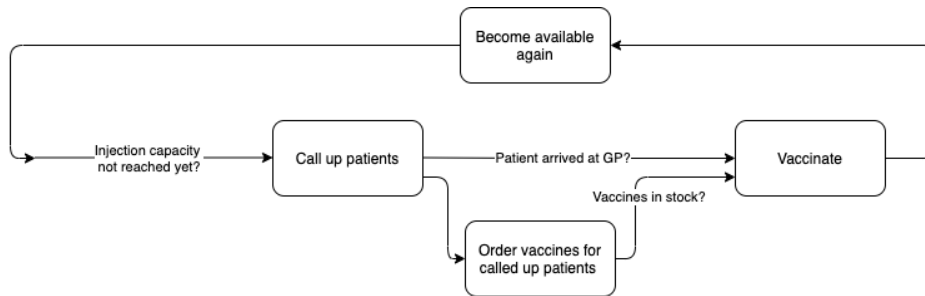 Become available
again
Injection capacity
not reached yet?
Call up patients
Patient arrived at GP?
Vaccinate
Vaccines in stock?
Order vaccines for
called up patients